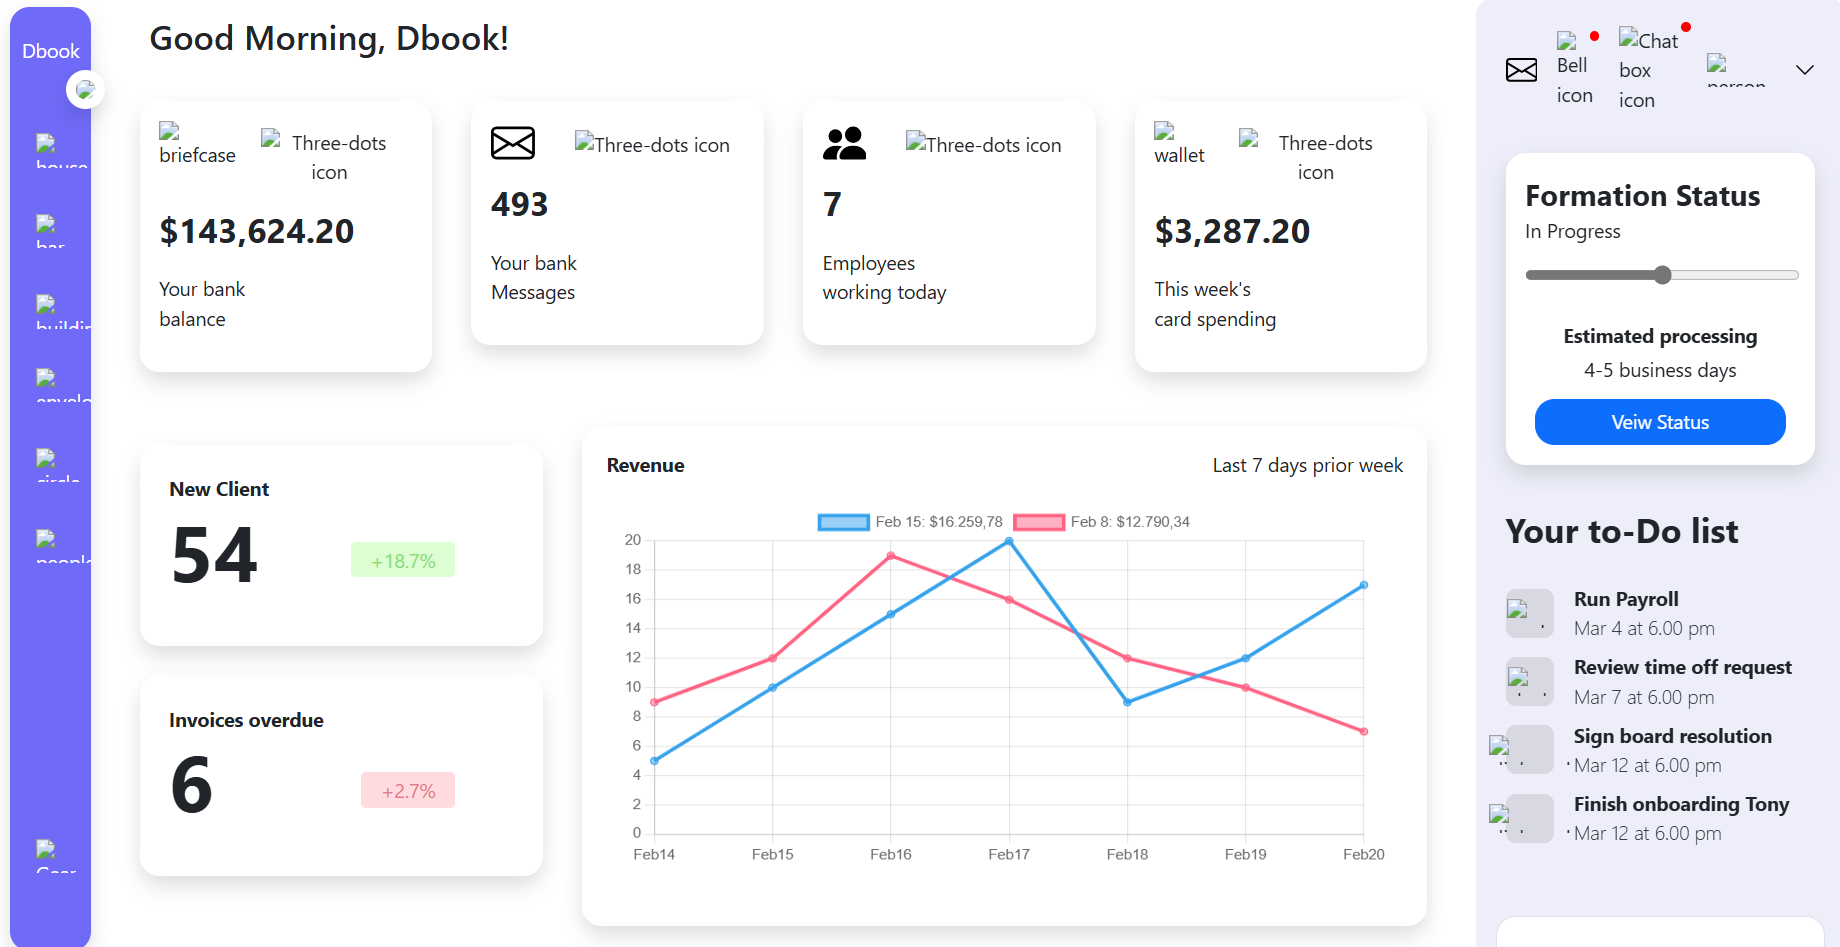 Dbook
Good Morning, Dbook!
briefcase
Three-dots
icon
$143,624.20
Your bank
balance
Three-dots icon
493
Your bank
Messages
Three-dots icon
7
Employees
working today
wallet
Three-dots
icon
$3,287.20
This week's
card spending
New Client
54
+18.7%
Invoices overdue
6
+2.7%
Revenue
Last 7 days prior week
Feb 15: $16.259,78
Feb 8: $12.790,34
20
18
16
14
12
10
8
6
4
2
0
Feb14
Feb15
Feb16
Feb17
Feb18
Feb19
Feb20
Bell
icon
Chat
box
icon
person
Formation Status
In Progress
Estimated processing
4-5 business days
Veiw Status
Your to-Do list
Run Payroll
Mar 4 at 6.00 pm
Review time off request
Mar 7 at 6.00 pm
Sign board resolution
Mar 12 at 6.00 pm
Finish onboarding Tony
Mar 12 at 6.00 pm